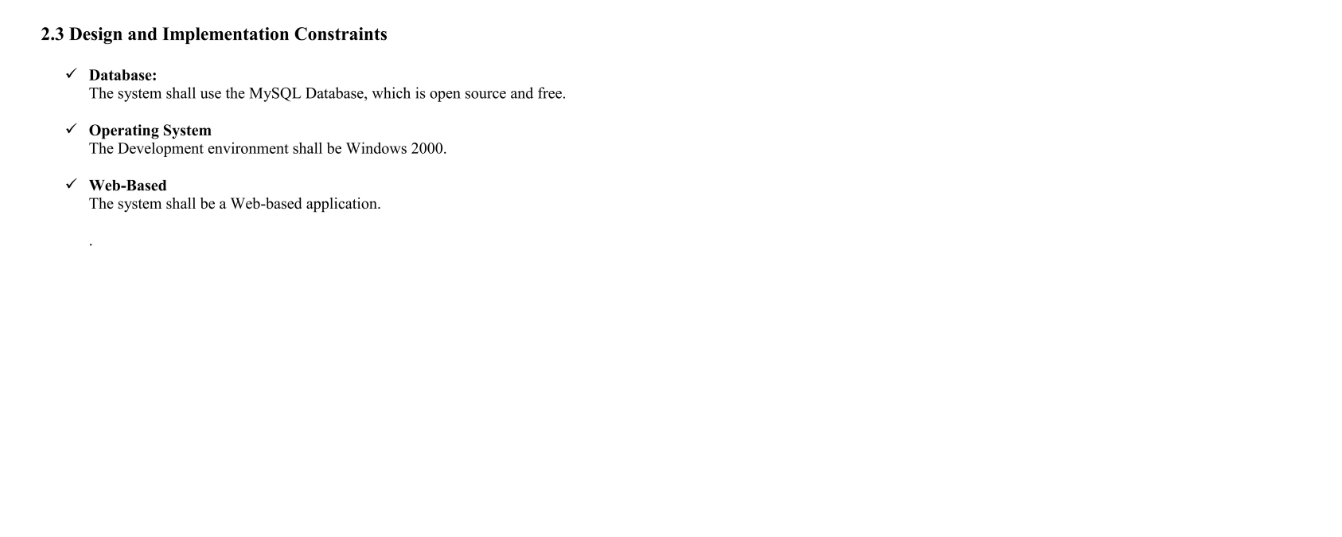 2.3 Design and Implementation Constraints
✓ Database:
The system shall use the MySQL Database, which is open source and free.
✓ Operating System
The Development environment shall be Windows 2000.
✓ Web-Based
The system shall be a Web-based application.
.